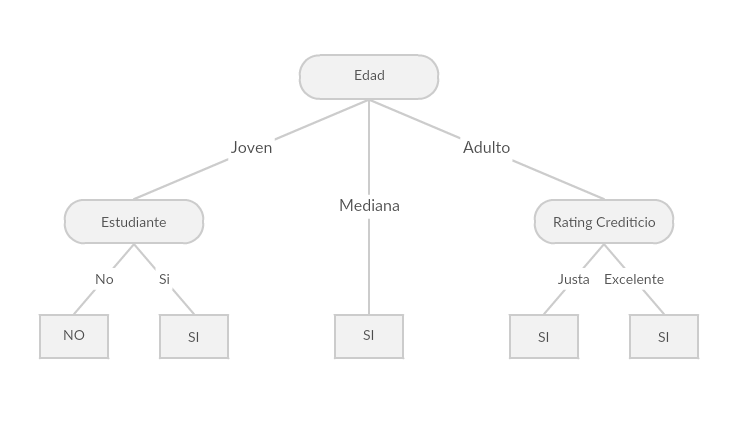 Edad
Joven
Adulto
Mediana
Estudiante
Rating Crediticio
No
Si
Justa
Excelente
NO
SI
SI
SI
SI